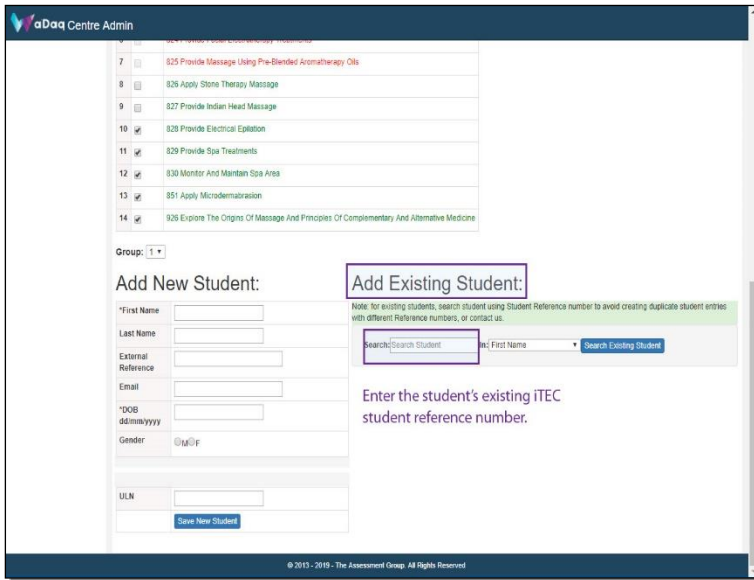 aDaq Centre Admin
6 824 Provide Facial Electrotherapy Treatments
7 825 Provide Massage Using Pre-Blended Aromatherapy Oils
8 826 Apply Stone Therapy Massage
9 827 Provide Indian Head Massage
10 828 Provide Electrical Epilation
11 829 Provide Spa Treatments
12 830 Monitor And Maintain Spa Area
13 851 Apply Microdermabrasion
14 926 Explore The Origins Of Massage And Principles Of Complementary And Alternative Medicine
Group: 1
Add New Student:
*First Name
Last Name
External
Reference
Email
*DOB
dd/mm/yyyy
Gender M F
ULN
Save New Student
Add Existing Student:
Note: for existing students, search student using Student Reference number to avoid creating duplicate student entries
with different Reference numbers, or contact us.
Search: Search Student In: First Name Search Existing Student
Enter the student's existing iTEC
student reference number.
© 2013 - 2019 - The Assessment Group. All Rights Reserved